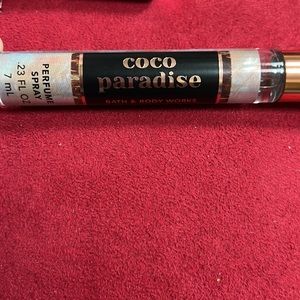 coco
paradise
BATH & BODY WORKS
PERFUME
SPRAY
.23 FL OZ
7 mL